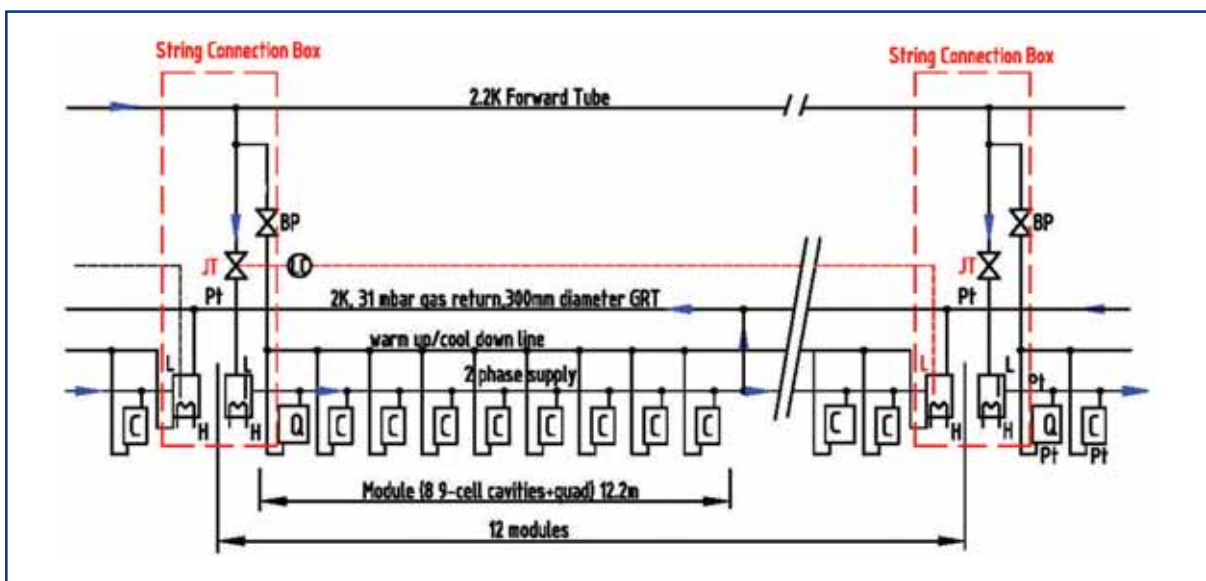 String Connection Box
String Connection Box
2.2K Forward Tube
BP
BP
JT
LC
JT
Pt
Pt
2K, 31 mbar gas return,300mm diameter GRT
warm up/cool down line
L
L
L
L
2 phase supply
Pt
C
H
H
Q
C
C
C
C
C
C
C
C
C
C
H
H
Q
C
Pt
Pt
Module (8 9-cell cavities+quad) 12.2m
12 modules